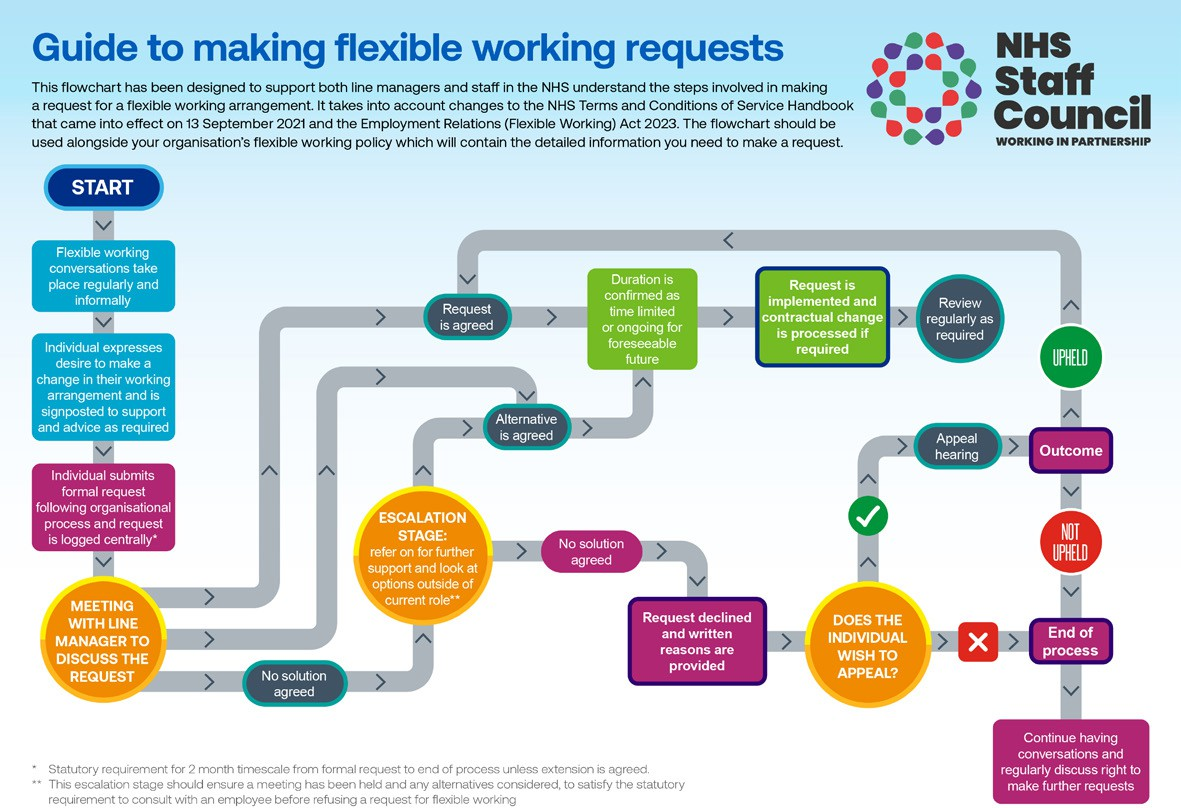 Guide to making flexible working requests
This flowchart has been designed to support both line managers and staff in the NHS understand the steps involved in making
a request for a flexible working arrangement. It takes into account changes to the NHS Terms and Conditions of Service Handbook
that came into effect on 13 September 2021 and the Employment Relations (Flexible Working) Act 2023. The flowchart should be
used alongside your organisation's flexible working policy which will contain the detailed information you need to make a request.
NHS
Staff
Council
WORKING IN PARTNERSHIP
START
Flexible working
conversations take
place regularly and
informally
Individual expresses
desire to make a
change in their working
arrangement and is
signposted to support
and advice as required
Individual submits
formal request
following organisational
process and request
is logged centrally*
MEETING
WITH LINE
MANAGER TO
DISCUSS THE
REQUEST
No solution
agreed
ESCALATION
STAGE:
refer on for further
support and look at
options outside of
current role**
Request
is agreed
Alternative
is agreed
Duration is
confirmed as
time limited
or ongoing for
foreseeable
future
Request is
implemented and
contractual change
is processed if
required
Review
regularly as
required
No solution
agreed
Request declined
and written
reasons are
provided
DOES THE
INDIVIDUAL
WISH TO
APPEAL?
Appeal
hearing
Outcome
UPHELD
NOT
UPHELD
End of
process
Continue having
conversations and
regularly discuss right to
make further requests
* Statutory requirement for 2 month timescale from formal request to end of process unless extension is agreed.
** This escalation stage should ensure a meeting has been held and any alternatives considered, to satisfy the statutory
requirement to consult with an employee before refusing a request for flexible working